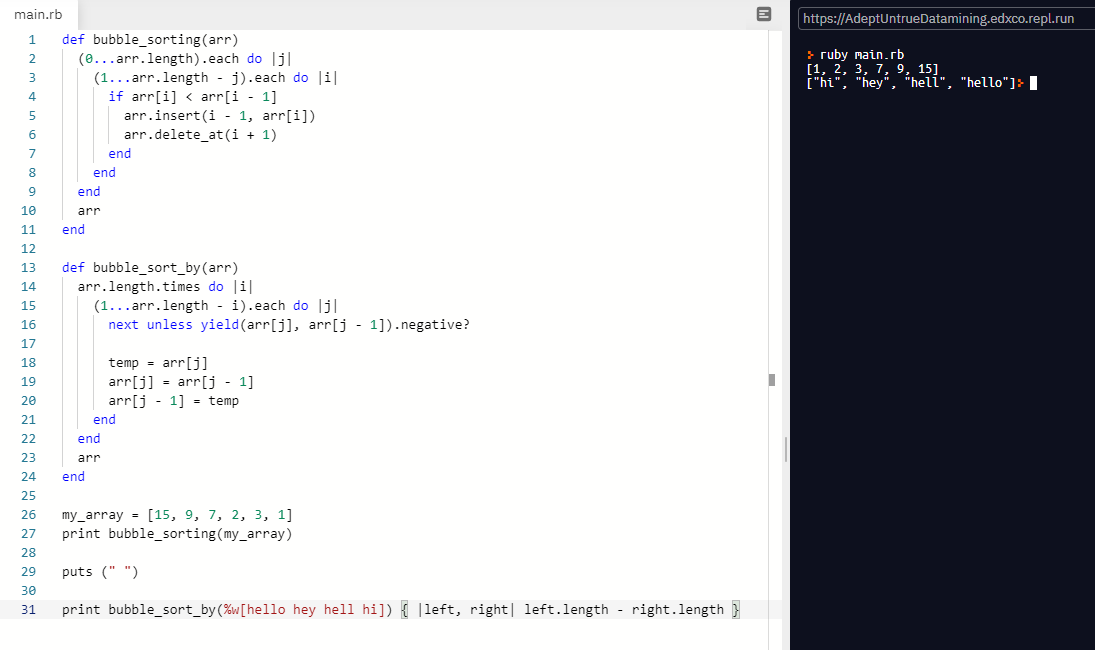 main.rb
1 def bubble_sorting(arr)
2 (0...arr.length).each do |j|
3 (1...arr.length - j).each do |i|
4 if arr[i] < arr[i - 1]
5 arr.insert(i - 1, arr[i])
6 arr.delete_at(i + 1)
7 end
8 end
9 end
10 arr
11 end
12
13 def bubble_sort_by(arr)
14 arr.length.times do |i|
15 (1...arr.length - i).each do |j|
16 next unless yield(arr[j], arr[j - 1]).negative?
17
18 temp = arr[j]
19 arr[j] = arr[j - 1]
20 arr[j - 1] = temp
21 end
22 end
23 arr
24 end
25
26 my_array = [15, 9, 7, 2, 3, 1]
27 print bubble_sorting(my_array)
28
29 puts (" ")
30
31 print bubble_sort_by(%w[hello hey hell hi]) { |left, right| left.length - right.length }
https://AdeptUntrueDatamining.edxco.repl.run
ruby main.rb
[1, 2, 3, 7, 9, 15]
["hi", "hey", "hell", "hello"]